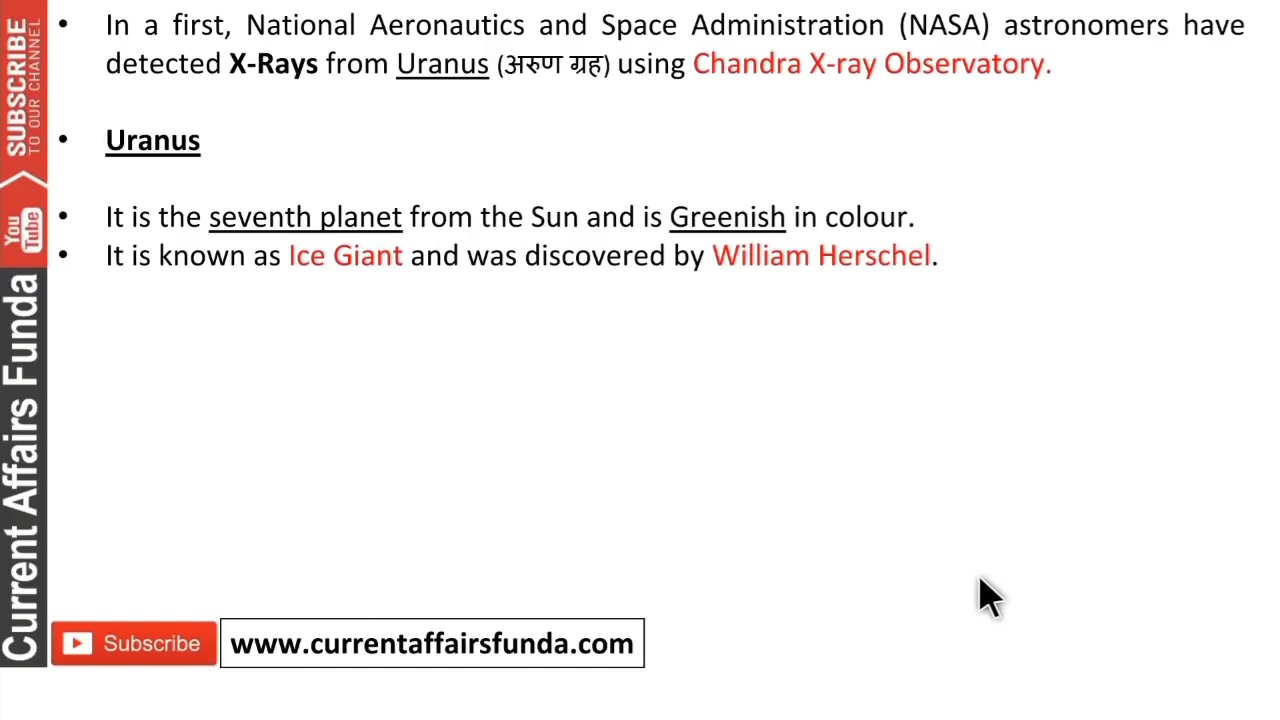 • In a first, National Aeronautics and Space Administration (NASA) astronomers have
detected X-Rays from Uranus (अरुण ग्रह) using Chandra X-ray Observatory.
• Uranus
• It is the seventh planet from the Sun and is Greenish in colour.
• It is known as Ice Giant and was discovered by William Herschel.
SUBSCRIBE
TO OUR CHANNEL
You Tube
Current Affairs Funda
Subscribe
www.currentaffairsfunda.com